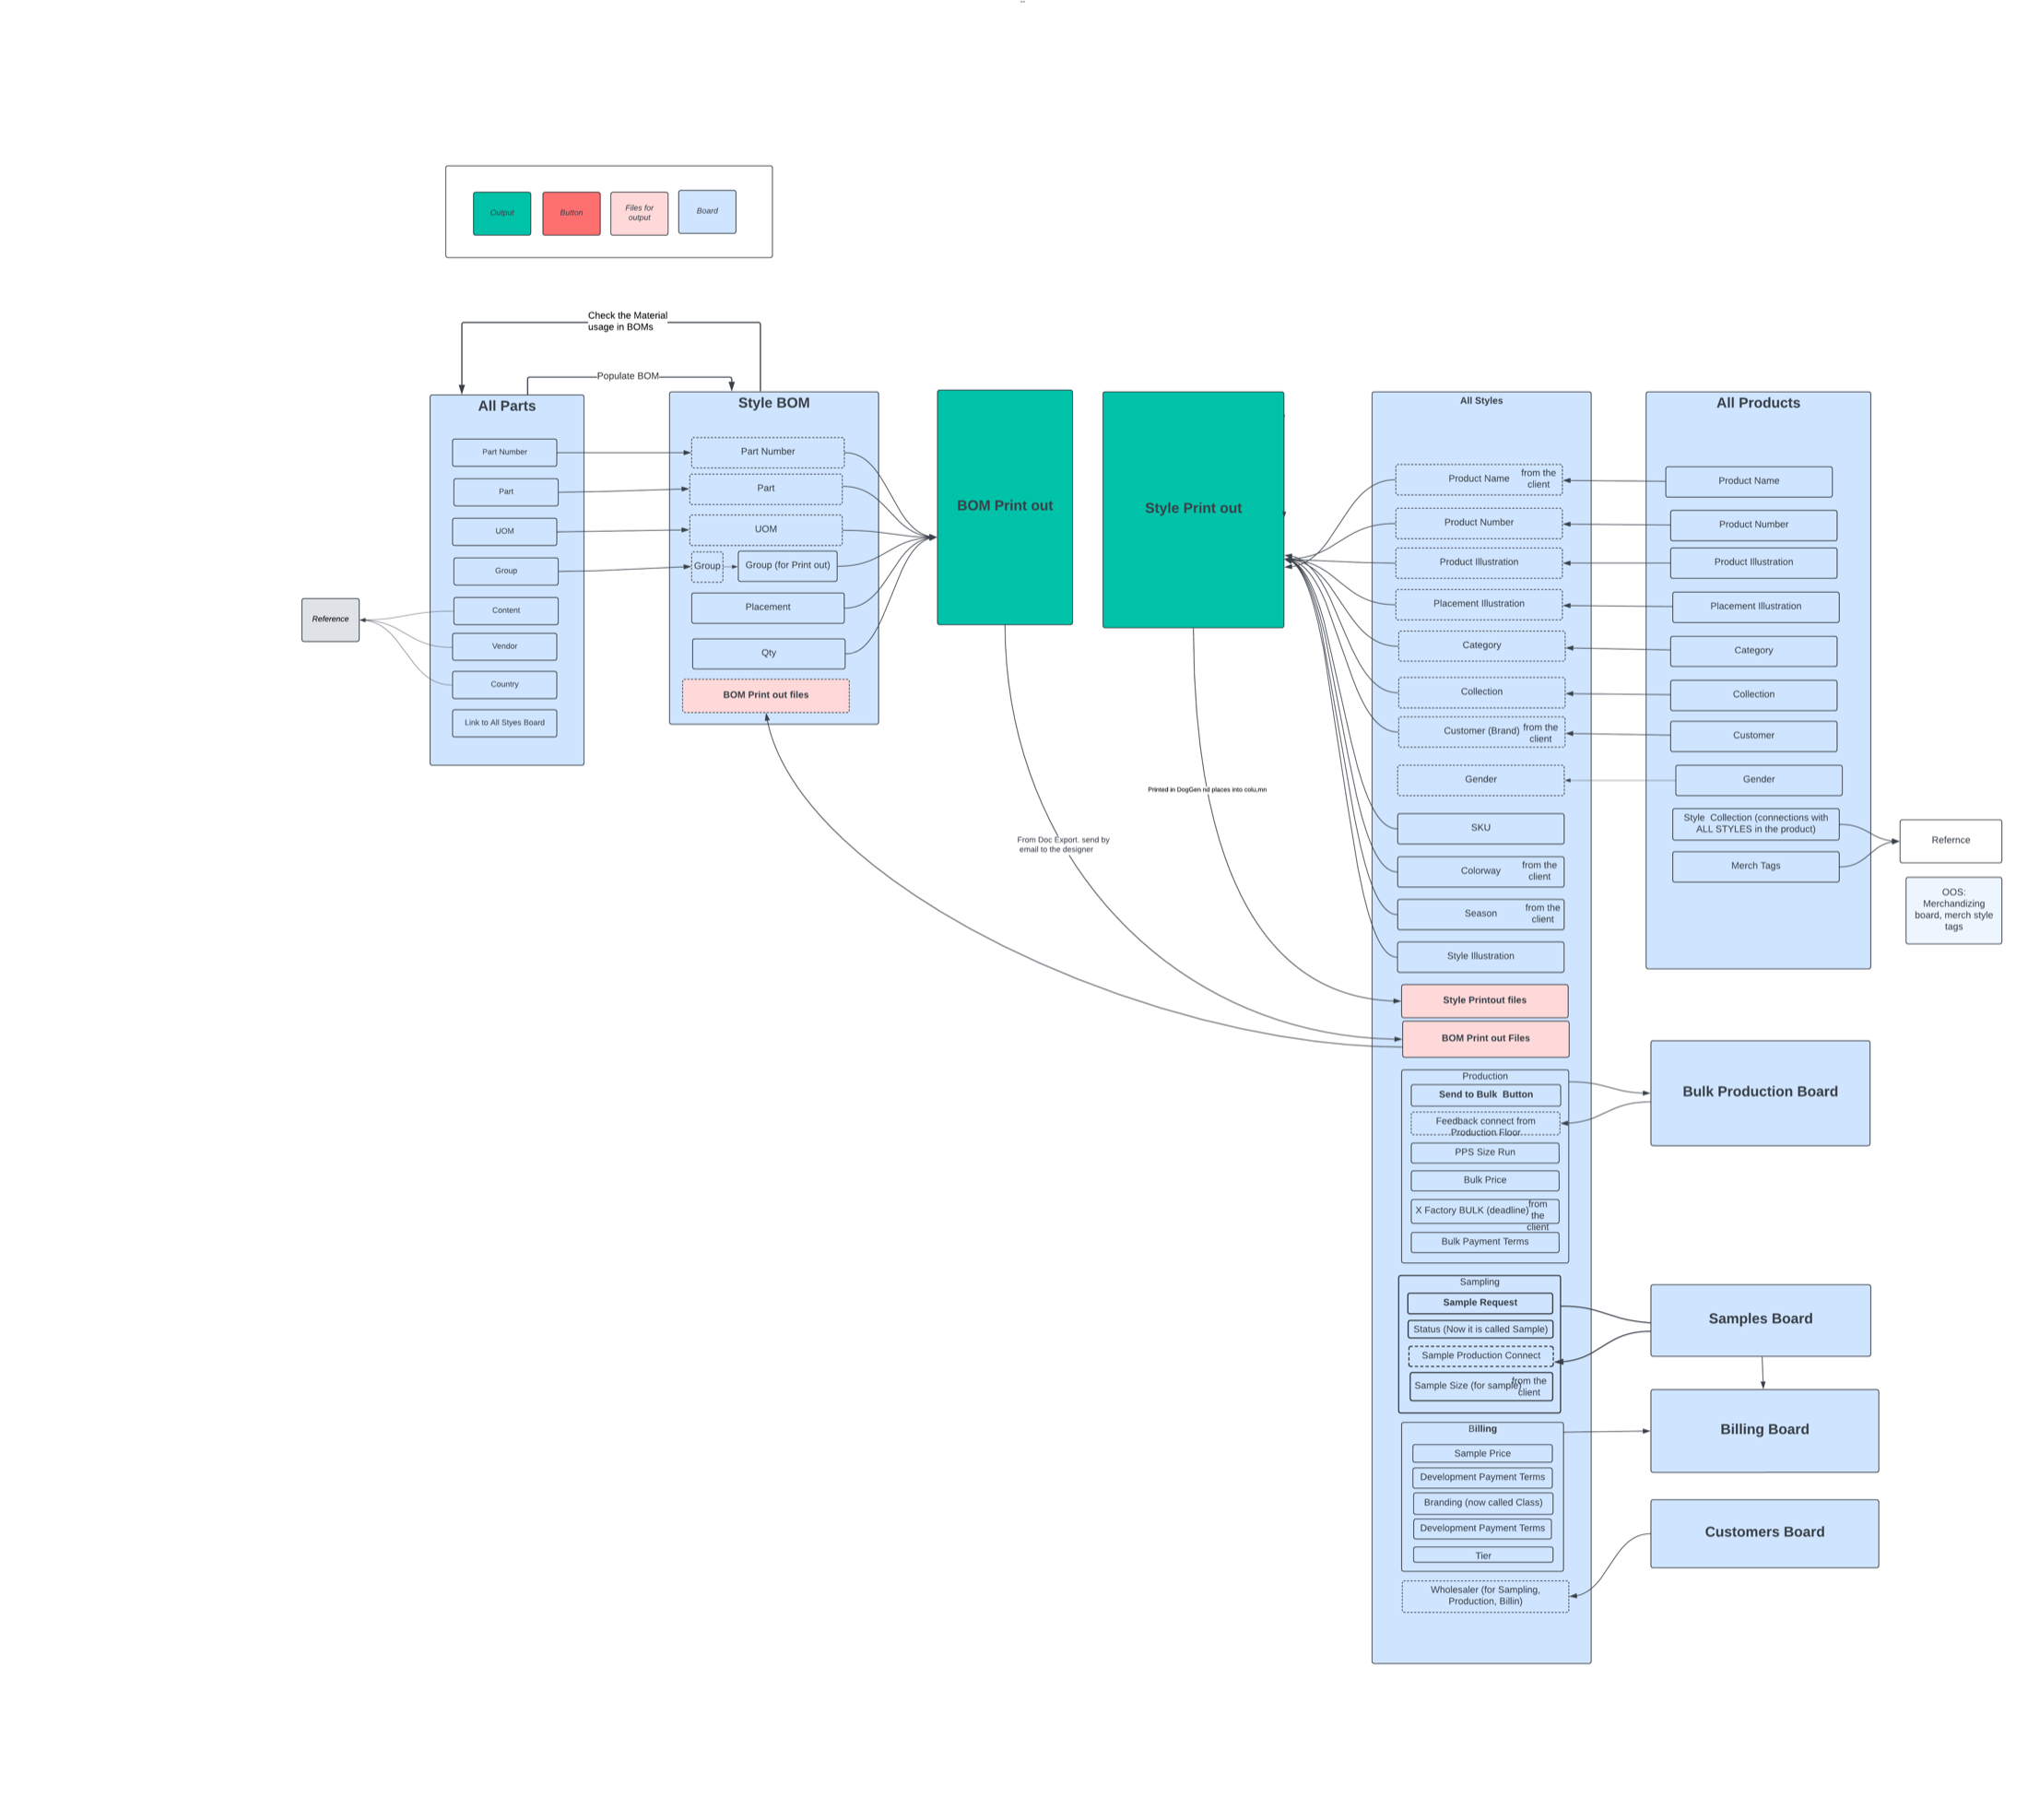 Output
Button
Files for
output
Board
Check the Material
usage in BOMs
Populate BOM
All Parts
Part Number
Part
UOM
Group
Content
Vendor
Country
Link to All Styes Board
Reference
Style BOM
Part Number
Part
UOM
Group
Group (for Print out)
Placement
Qty
BOM Print out files
BOM Print out
Style Print out
From Doc Export. send by
email to the designer
Printed in DogGen nd places into colu,mn
All Styles
Product Name
from the
client
Product Number
Product Illustration
Placement Illustration
Category
Collection
Customer (Brand)
from the
client
Gender
SKU
Colorway
from the
client
Season
from the
client
Style Illustration
Style Printout files
BOM Print out Files
Production
Send to Bulk Button
Feedback connect from
Production Floor
PPS Size Run
Bulk Price
X Factory BULK (deadline)
from
the
client
Bulk Payment Terms
Sampling
Sample Request
Status (Now it is called Sample)
Sample Production Connect
Sample Size (for sample)
from the
client
Billing
Sample Price
Development Payment Terms
Branding (now called Class)
Development Payment Terms
Tier
Wholesaler (for Sampling,
Production, Billin)
All Products
Product Name
Product Number
Product Illustration
Placement Illustration
Category
Collection
Customer
Gender
Style Collection (connections with
ALL STYLES in the product)
Merch Tags
Refernce
OOS:
Merchandizing
board, merch style
tags
Bulk Production Board
Samples Board
Billing Board
Customers Board